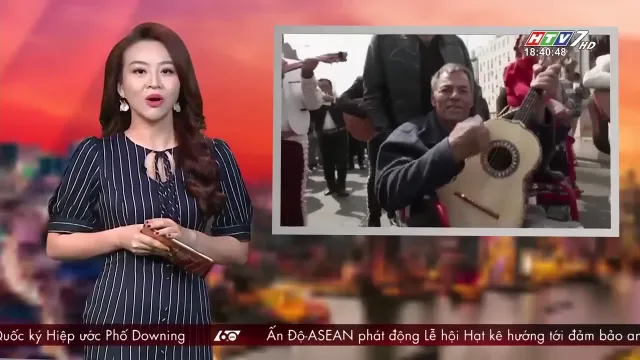 HTV7 HD
18:40:48
Quốc ký Hiệp ước Phố Downing 60 Ấn Độ-ASEAN phát động Lễ hội Hạt kê hướng tới đảm bảo an